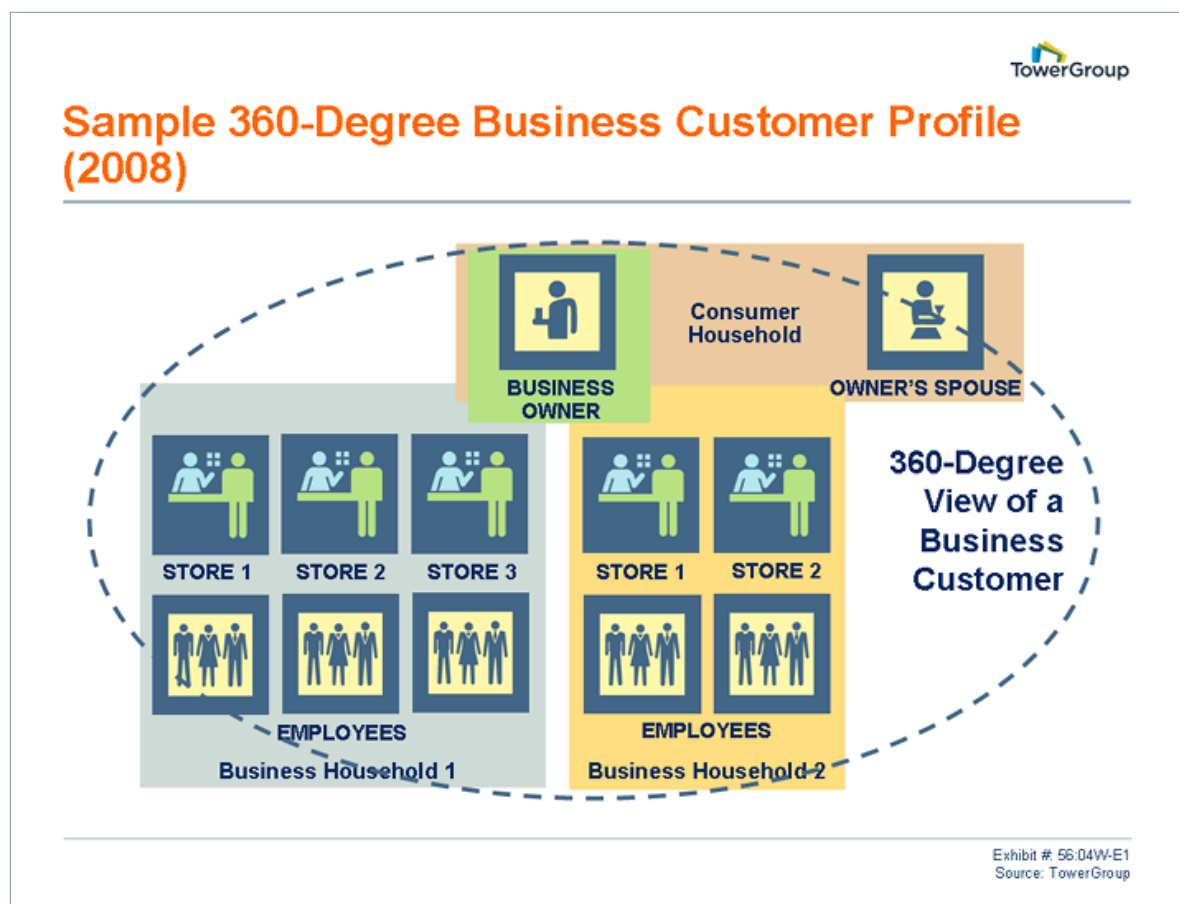 TowerGroup
Sample 360-Degree Business Customer Profile
(2008)
Consumer
Household
BUSINESS
OWNER
OWNER'S SPOUSE
360-Degree
View of a
Business
Customer
STORE 1
STORE 2
STORE 3
STORE 1
STORE 2
EMPLOYEES
EMPLOYEES
Business Household 1
Business Household 2
Exhibit #: 56:04W-E1
Source: TowerGroup